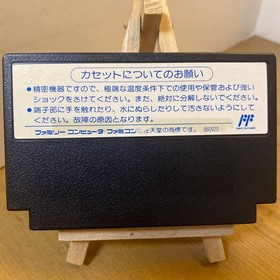 カセットについてのお願い
●精密機器ですので、極端な温度条件下での使用や保管および強い
ショックをさけてください。また、絶対に分解しないでください。
●端子部に手を触れたり、水にぬらしたりして汚さないようにして
ください。故障の原因となります。
ファミリーコンピュータ・ファミコンは任天堂の商標です。